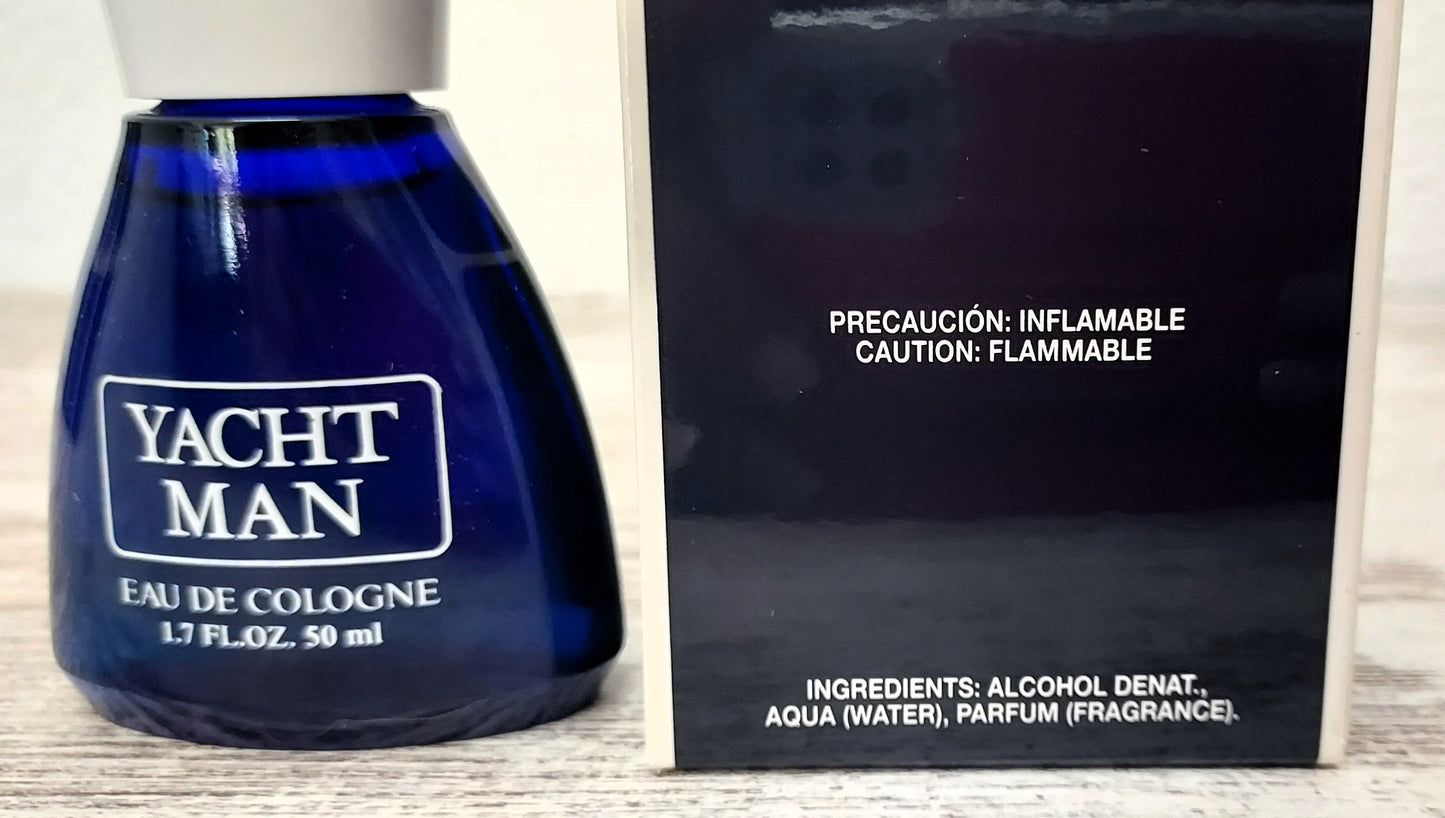 YACHT
MAN
EAU DE COLOGNE
1.7 FL.OZ. 50 ml
PRECAUCIÓN: INFLAMABLE
CAUTION: FLAMMABLE
INGREDIENTS: ALCOHOL DENAT.,
AQUA (WATER), PARFUM (FRAGRANCE).